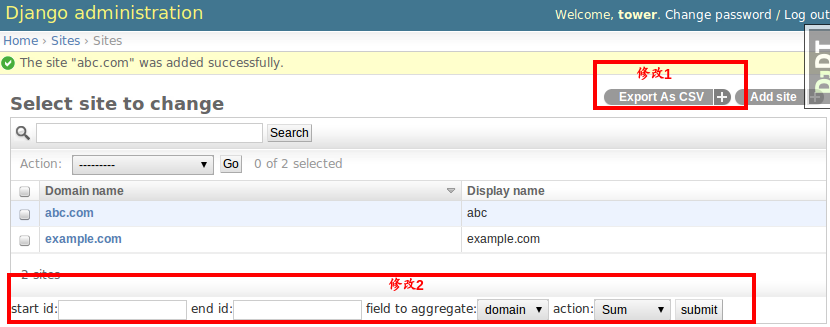 Django administration
Welcome, tower. Change password / Log out
Home › Sites › Sites
The site "abc.com" was added successfully.
DjDT
修改1
Select site to change
Export As CSV +
Add site +
Search
Action: --------- Go 0 of 2 selected
Domain name Display name
abc.com abc
example.com example.com
2 sites
修改2
start id: end id: field to aggregate: domain action: Sum submit